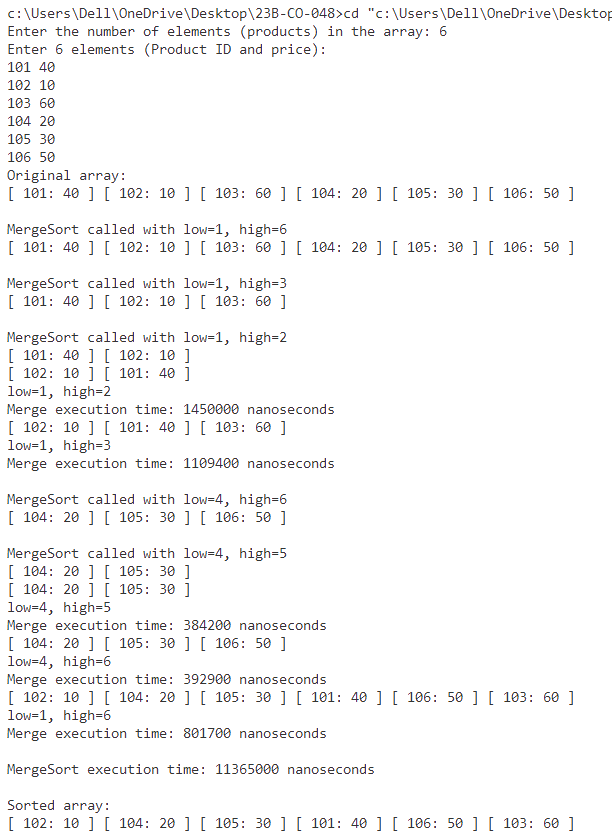 c:\Users\Dell\OneDrive\Desktop\23B-CO-048>cd "c:\Users\Dell\OneDrive\Desktop
Enter the number of elements (products) in the array: 6
Enter 6 elements (Product ID and price):
101 40
102 10
103 60
104 20
105 30
106 50
Original array:
[ 101: 40 ] [ 102: 10 ] [ 103: 60 ] [ 104: 20 ] [ 105: 30 ] [ 106: 50 ]
MergeSort called with low=1, high=6
[ 101: 40 ] [ 102: 10 ] [ 103: 60 ] [ 104: 20 ] [ 105: 30 ] [ 106: 50 ]
MergeSort called with low=1, high=3
[ 101: 40 ] [ 102: 10 ] [ 103: 60 ]
MergeSort called with low=1, high=2
[ 101: 40 ] [ 102: 10 ]
[ 102: 10 ] [ 101: 40 ]
low=1, high=2
Merge execution time: 1450000 nanoseconds
[ 102: 10 ] [ 101: 40 ] [ 103: 60 ]
low=1, high=3
Merge execution time: 1109400 nanoseconds
MergeSort called with low=4, high=6
[ 104: 20 ] [ 105: 30 ] [ 106: 50 ]
MergeSort called with low=4, high=5
[ 104: 20 ] [ 105: 30 ]
[ 104: 20 ] [ 105: 30 ]
low=4, high=5
Merge execution time: 384200 nanoseconds
[ 104: 20 ] [ 105: 30 ] [ 106: 50 ]
low=4, high=6
Merge execution time: 392900 nanoseconds
[ 102: 10 ] [ 104: 20 ] [ 105: 30 ] [ 101: 40 ] [ 106: 50 ] [ 103: 60 ]
low=1, high=6
Merge execution time: 801700 nanoseconds
MergeSort execution time: 11365000 nanoseconds
Sorted array:
[ 102: 10 ] [ 104: 20 ] [ 105: 30 ] [ 101: 40 ] [ 106: 50 ] [ 103: 60 ]